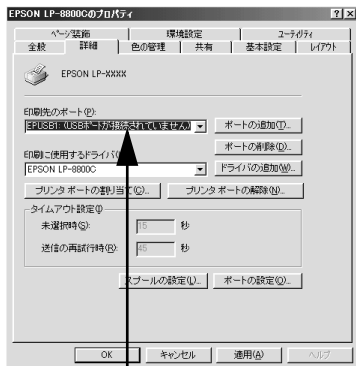 EPSON LP-8800Cのプロパティ
ページ装飾 環境設定 ユーティリティ
全般 詳細 色の管理 共有 基本設定 レイアウト
EPSON LP-XXXX
印刷先のポート(P):
EPUSB1: (USBポートが接続されていません) ポートの追加(T)...
ポートの削除(D)...
印刷に使用するドライバ(
EPSON LP-8800C ドライバの追加(W)...
プリンタ ポートの割り当て(C)... プリンタ ポートの解除(N)...
タイムアウト設定(I)
未選択時(S): 15 秒
送信の再試行時(R): 45 秒
スプールの設定(L)... ポートの設定(O)...
OK キャンセル 適用(A) ヘルプ